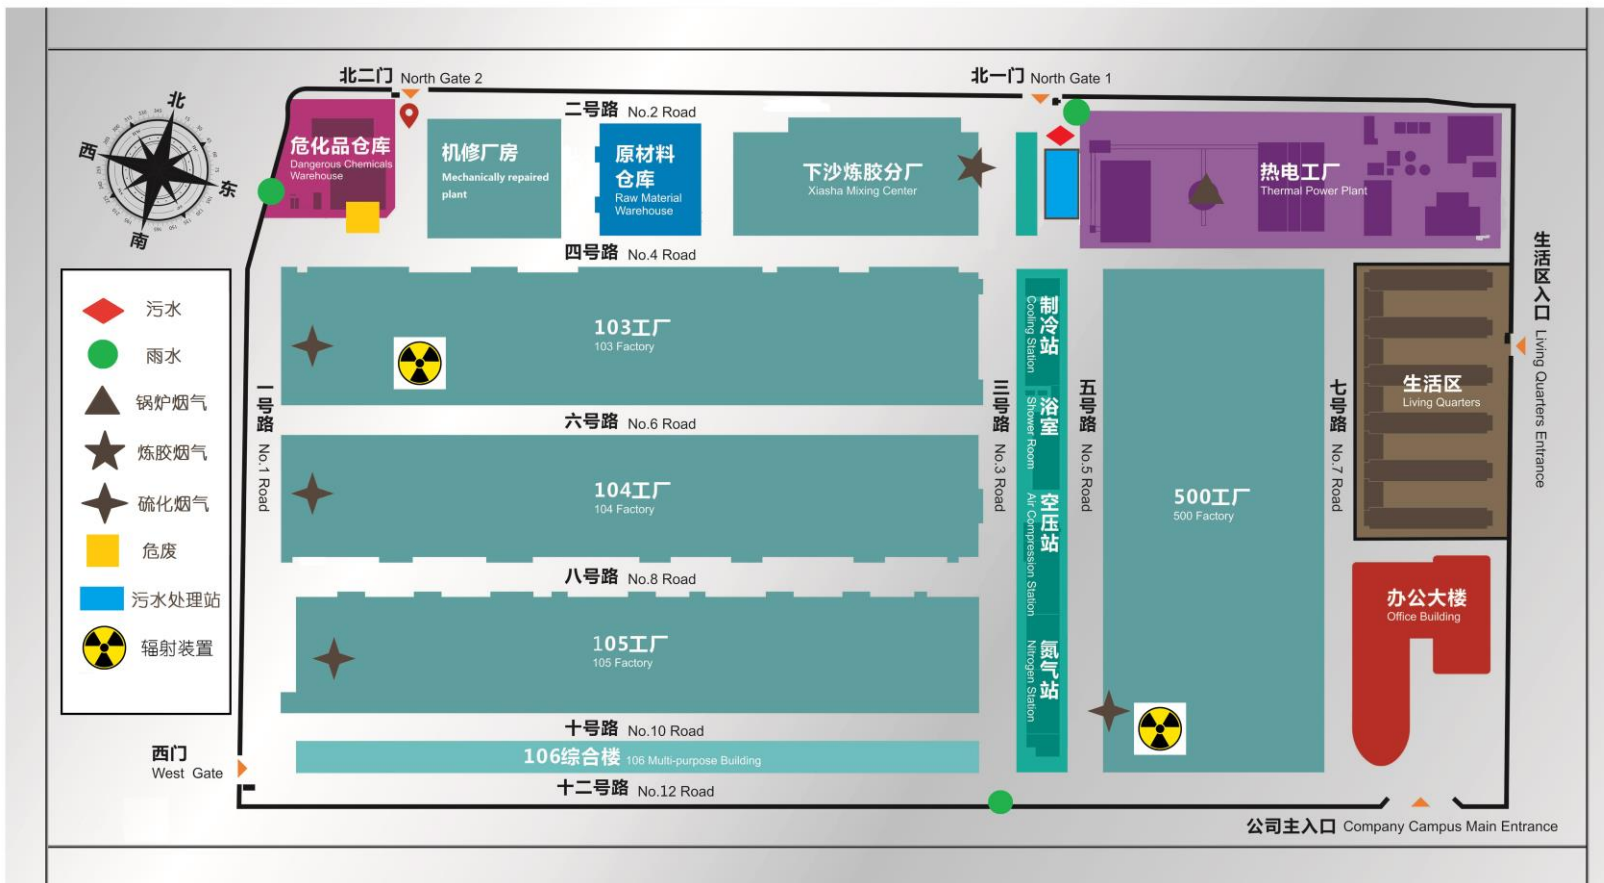 北二门 North Gate 2
北一门 North Gate 1
二号路 No.2 Road
北
西
东
南
危化品仓库
Dangerous Chemicals
Warehouse
机修厂房
Mechanically repaired
plant
原材料
仓库
Raw Material
Warehouse
下沙炼胶分厂
Xiasha Mixing Center
热电工厂
Thermal Power Plant
四号路 No.4 Road
生活区入口 Living Quarters Entrance
污水
雨水
锅炉烟气
炼胶烟气
硫化烟气
危废
污水处理站
辐射装置
一号路 No.1 Road
103工厂
103 Factory
六号路 No.6 Road
104工厂
104 Factory
八号路 No.8 Road
105工厂
105 Factory
十号路 No.10 Road
106综合楼 106 Multi-purpose Building
十二号路 No.12 Road
三号路 No.3 Road
制冷站
Cooling Station
浴室
Shower Room
空压站
Air Compression Station
氮气站
Nitrogen Station
五号路 No.5 Road
500工厂
500 Factory
七号路 No.7 Road
生活区
Living Quarters
办公大楼
Office Building
西门
West Gate
公司主入口 Company Campus Main Entrance